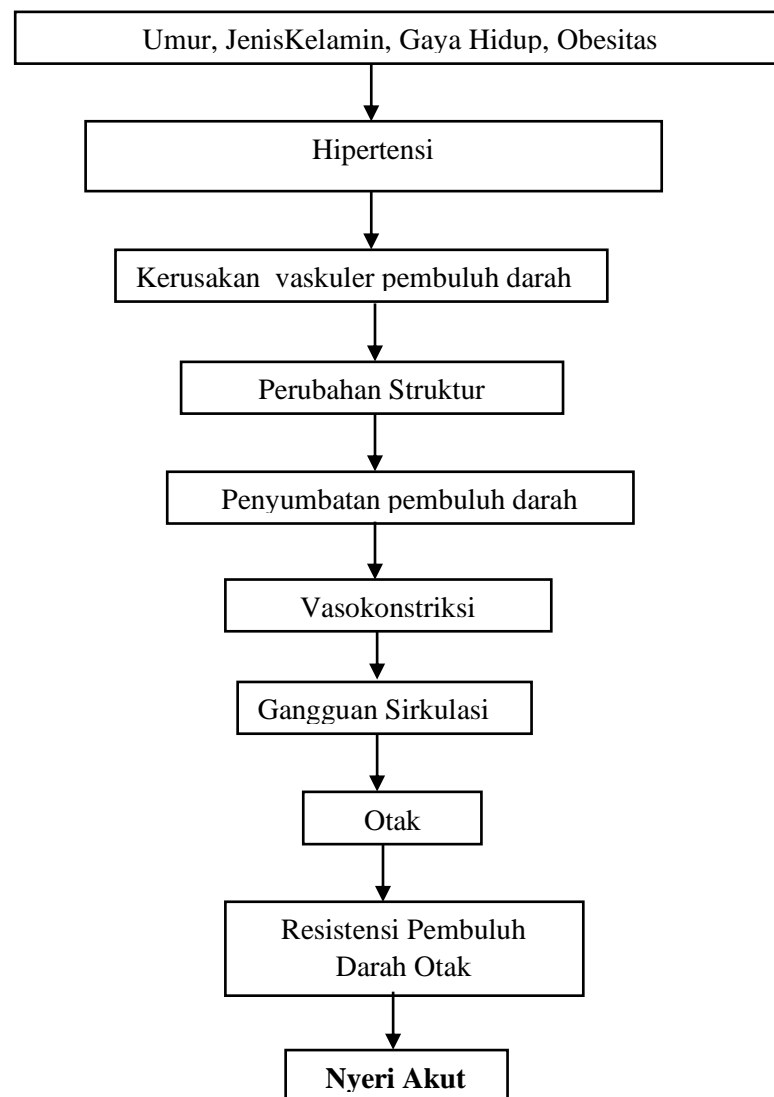 Umur, JenisKelamin, Gaya Hidup, Obesitas
Hipertensi
Kerusakan vaskuler pembuluh darah
Perubahan Struktur
Penyumbatan pembuluh darah
Vasokonstriksi
Gangguan Sirkulasi
Otak
Resistensi Pembuluh
Darah Otak
Nyeri Akut